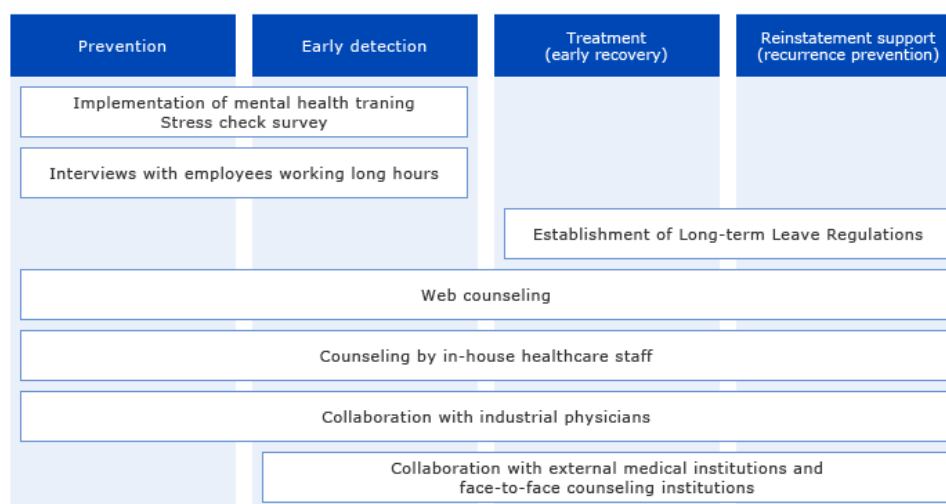 Prevention
Early detection
Treatment
(early recovery)
Reinstatement support
(recurrence prevention)
Implementation of mental health traning
Stress check survey
Interviews with employees working long hours
Establishment of Long-term Leave Regulations
Web counseling
Counseling by in-house healthcare staff
Collaboration with industrial physicians
Collaboration with external medical institutions and
face-to-face counseling institutions